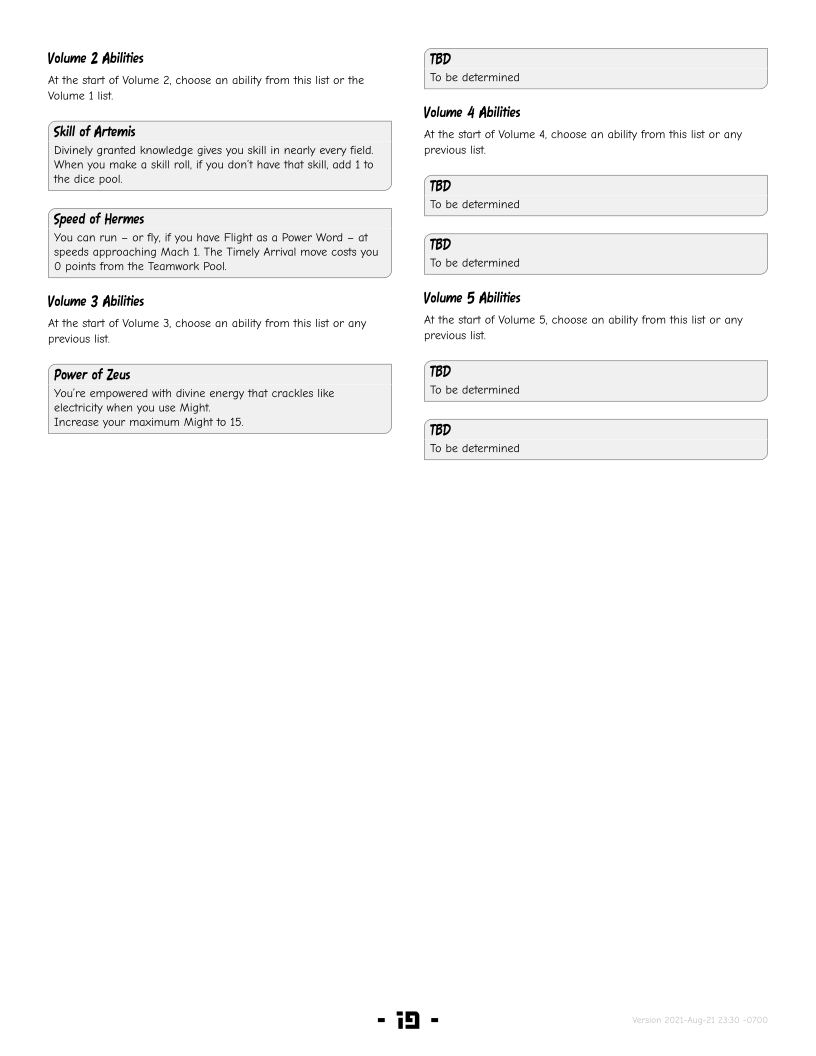 Volume 2 Abilities
At the start of Volume 2, choose an ability from this list or the
Volume 1 list.
Skill of Artemis
Divinely granted knowledge gives you skill in nearly every field.
When you make a skill roll, if you don't have that skill, add 1 to
the dice pool.
Speed of Hermes
You can run – or fly, if you have Flight as a Power Word – at
speeds approaching Mach 1. The Timely Arrival move costs you
0 points from the Teamwork Pool.
Volume 3 Abilities
At the start of Volume 3, choose an ability from this list or any
previous list.
Power of Zeus
You're empowered with divine energy that crackles like
electricity when you use Might.
Increase your maximum Might to 15.
TBD
To be determined
Volume 4 Abilities
At the start of Volume 4, choose an ability from this list or any
previous list.
TBD
To be determined
TBD
To be determined
Volume 5 Abilities
At the start of Volume 5, choose an ability from this list or any
previous list.
TBD
To be determined
TBD
To be determined
- 19 -
Version 2021-Aug-21 23:30 -0700